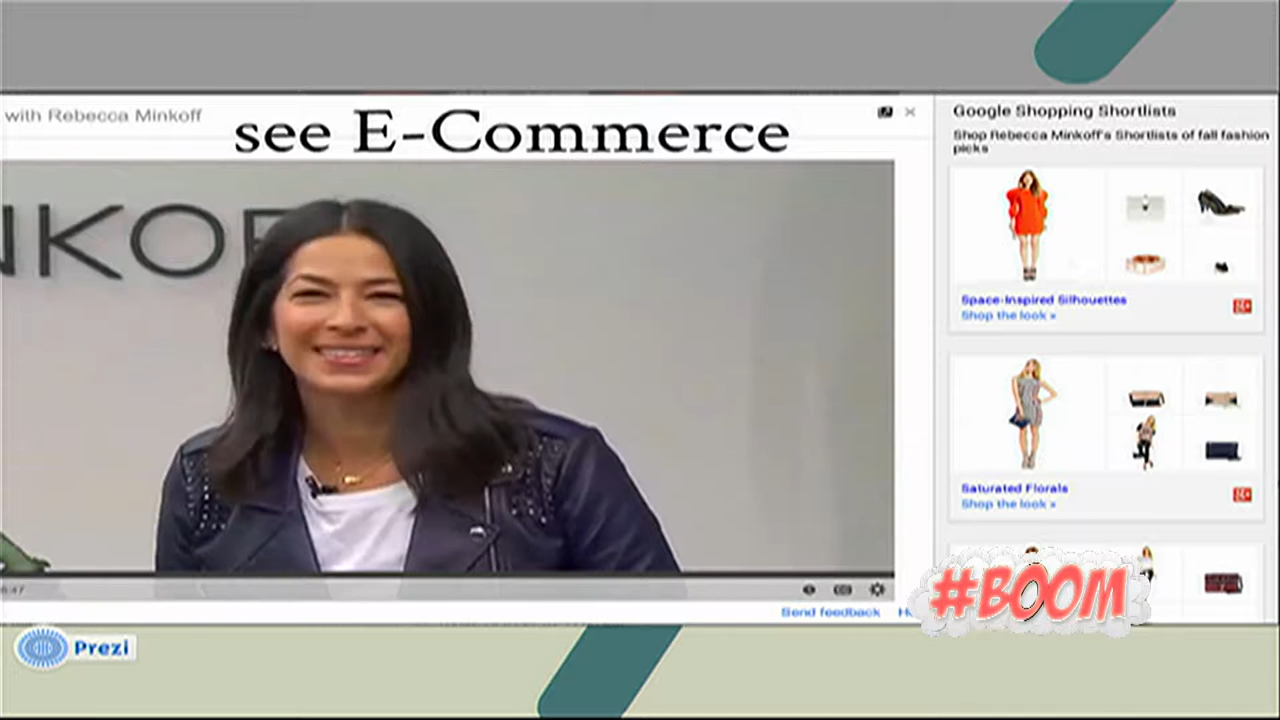 with Rebecca Minkoff
see E-Commerce
Google Shopping Shortlists
Shop Rebecca Minkoff's Shortlists of fall fashion
picks
NKOF
Space-Inspired Silhouettes
Shop the look »
Saturated Florals
Shop the look »
#BOOM
Send feedback
Prezi